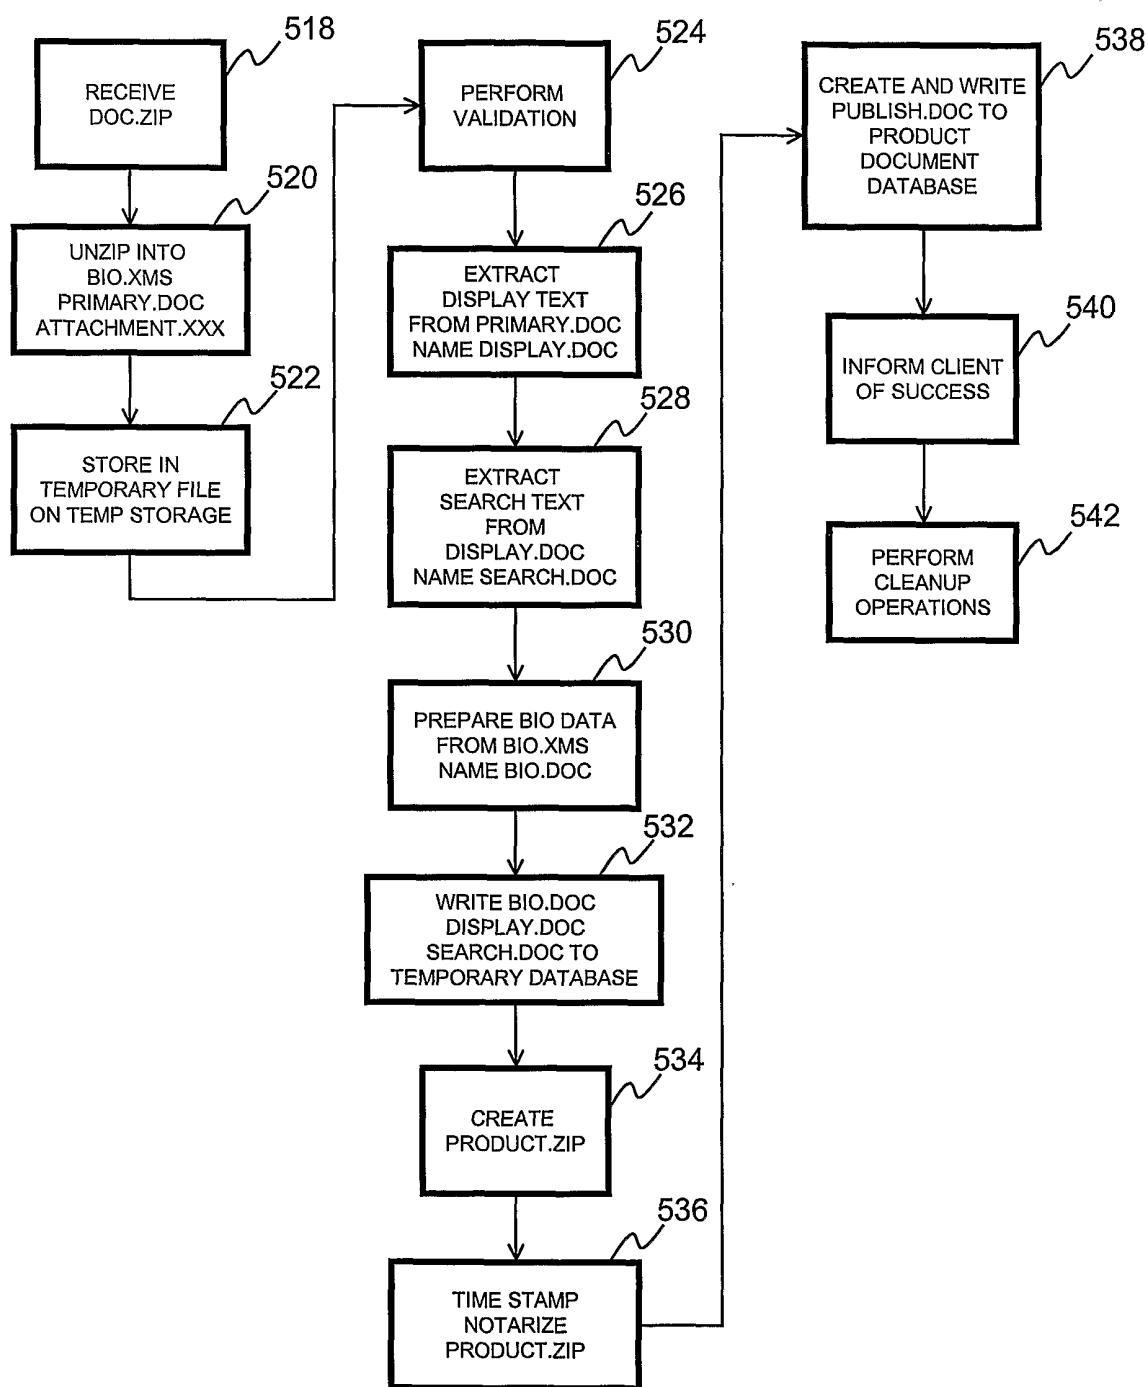 518
RECEIVE
DOC.ZIP
520
UNZIP INTO
BIO.XMS
PRIMARY.DOC
ATTACHMENT.XXX
522
STORE IN
TEMPORARY FILE
ON TEMP STORAGE
524
PERFORM
VALIDATION
526
EXTRACT
DISPLAY TEXT
FROM PRIMARY.DOC
NAME DISPLAY.DOC
528
EXTRACT
SEARCH TEXT
FROM
DISPLAY.DOC
NAME SEARCH.DOC
530
PREPARE BIO DATA
FROM BIO.XMS
NAME BIO.DOC
532
WRITE BIO.DOC
DISPLAY.DOC
SEARCH.DOC TO
TEMPORARY DATABASE
534
CREATE
PRODUCT.ZIP
536
TIME STAMP
NOTARIZE
PRODUCT.ZIP
538
CREATE AND WRITE
PUBLISH.DOC TO
PRODUCT
DOCUMENT
DATABASE
540
INFORM CLIENT
OF SUCCESS
542
PERFORM
CLEANUP
OPERATIONS